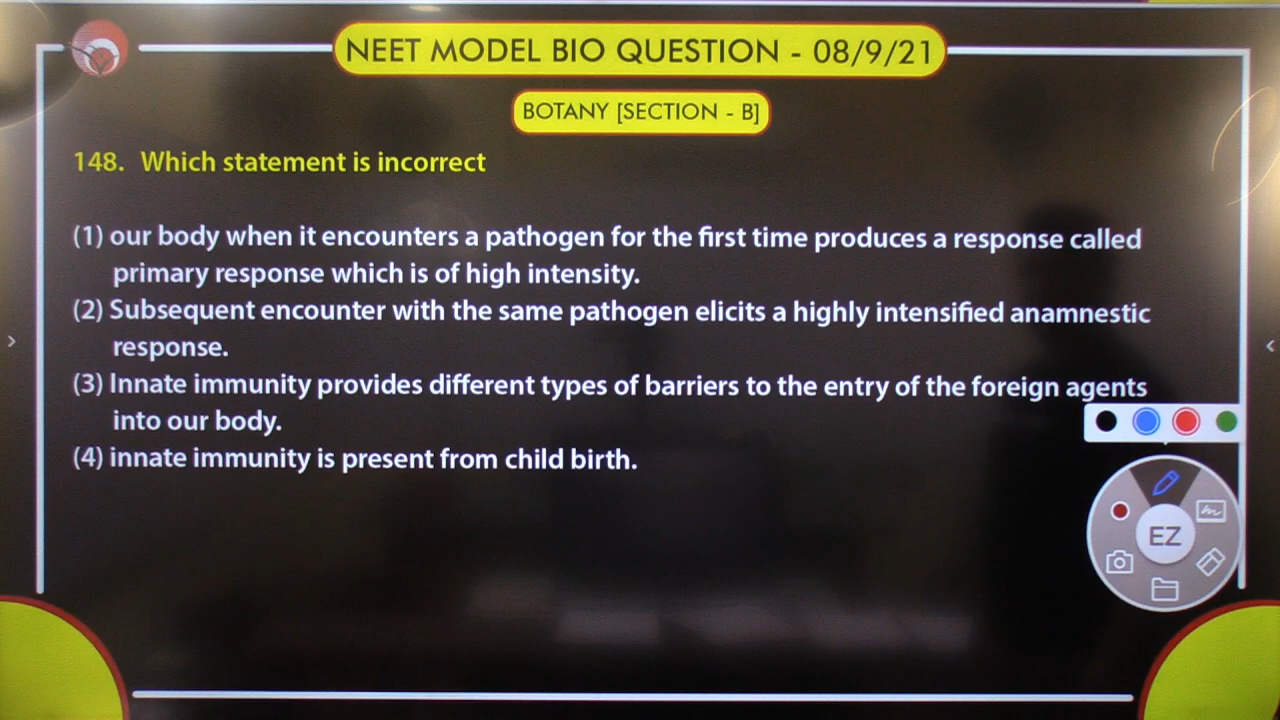 NEET MODEL BIO QUESTION - 08/9/21
BOTANY [SECTION - B]
148. Which statement is incorrect
(1) our body when it encounters a pathogen for the first time produces a response called
primary response which is of high intensity.
(2) Subsequent encounter with the same pathogen elicits a highly intensified anamnestic
response.
(3) Innate immunity provides different types of barriers to the entry of the foreign agents
into our body.
(4) innate immunity is present from child birth.
EZ